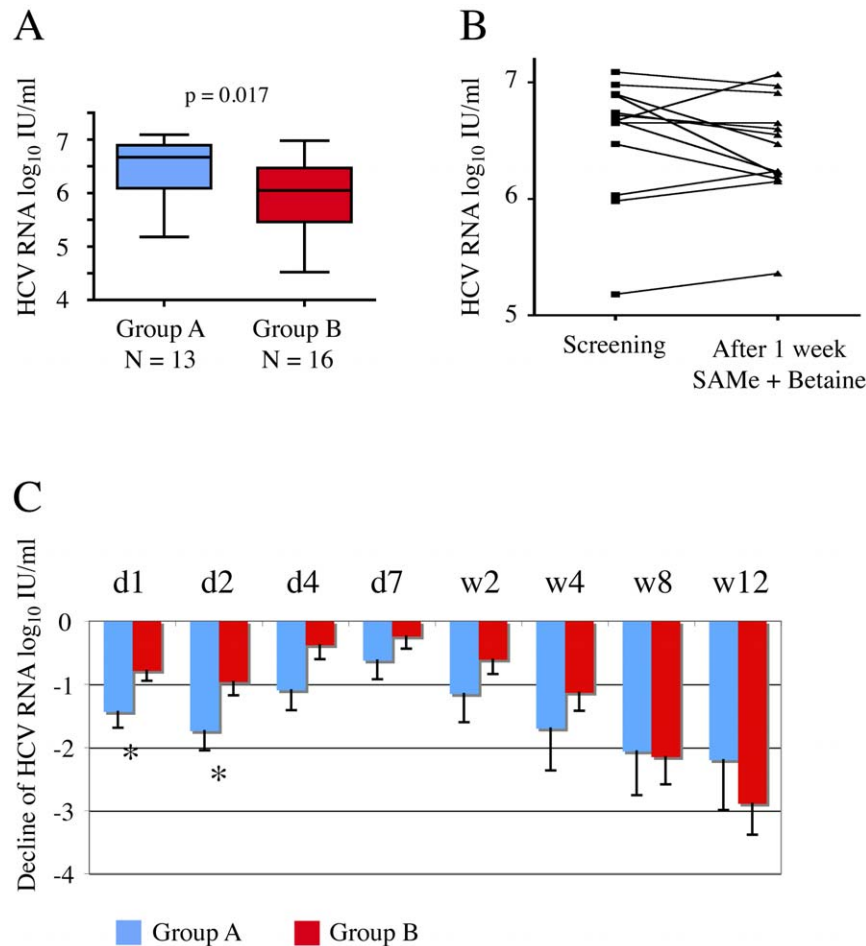 A
HCV RNA log₁₀ IU/ml
p = 0.017
7
6
5
4
Group A
N = 13
Group B
N = 16
B
HCV RNA log₁₀ IU/ml
7
6
5
Screening
After 1 week
SAMe + Betaine
C
Decline of HCV RNA log₁₀ IU/ml
d1 d2 d4 d7 w2 w4 w8 w12
0
-1
-2
-3
-4
* *
Group A Group B